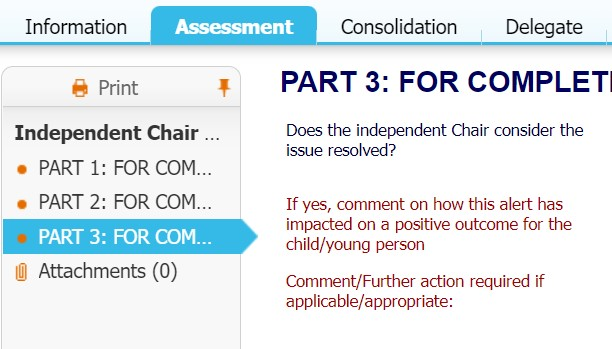 Information Assessment Consolidation Delegate
Print
Independent Chair ...
PART 1: FOR COM...
PART 2: FOR COM...
PART 3: FOR COM...
Attachments (0)
PART 3: FOR COMPLETI
Does the independent Chair consider the
issue resolved?
If yes, comment on how this alert has
impacted on a positive outcome for the
child/young person
Comment/Further action required if
applicable/appropriate: